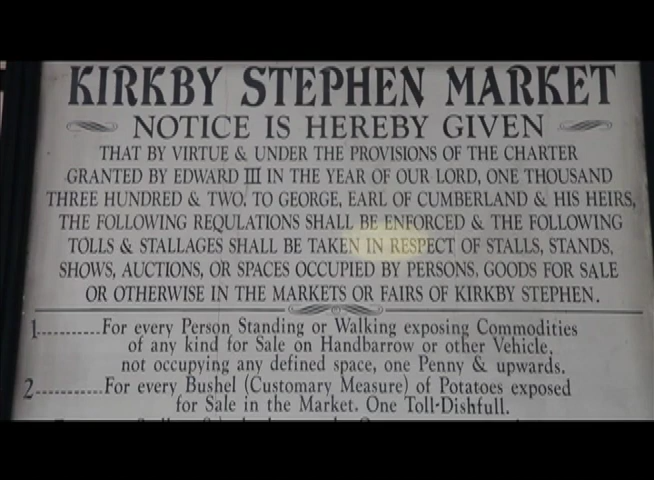 KIRKBY STEPHEN MARKET
NOTICE IS HEREBY GIVEN
THAT BY VIRTUE & UNDER THE PROVISIONS OF THE CHARTER
GRANTED BY EDWARD III IN THE YEAR OF OUR LORD, ONE THOUSAND
THREE HUNDRED & TWO. TO GEORGE, EARL OF CUMBERLAND & HIS HEIRS,
THE FOLLOWING REQULATIONS SHALL BE ENFORCED & THE FOLLOWING
TOLLS & STALLAGES SHALL BE TAKEN IN RESPECT OF STALLS, STANDS,
SHOWS, AUCTIONS, OR SPACES OCCUPIED BY PERSONS, GOODS FOR SALE
OR OTHERWISE IN THE MARKETS OR FAIRS OF KIRKBY STEPHEN.
1..........For every Person Standing or Walking exposing Commodities
of any kind for Sale on Handbarrow or other Vehicle,
not occupying any defined space, one Penny & upwards.
2..........For every Bushel (Customary Measure) of Potatoes exposed
for Sale in the Market. One Toll-Dishfull.